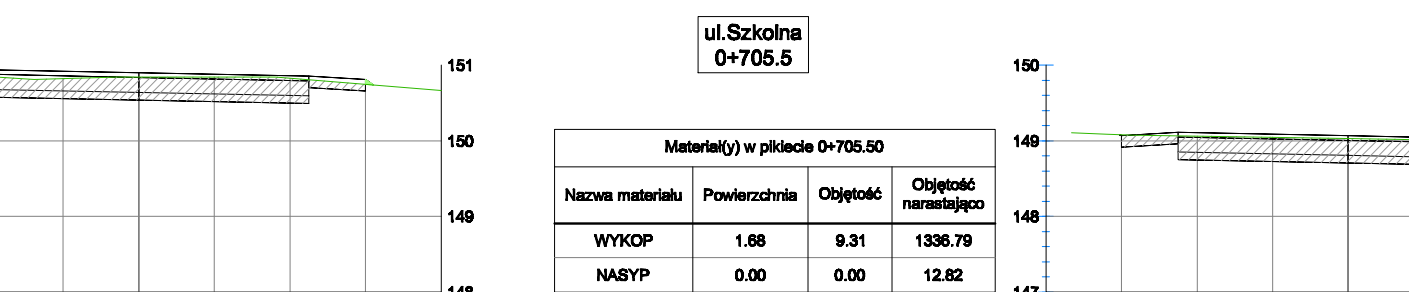 ul.Szkolna
0+705.5
151
150
149
148
Materiał(y) w pikiecie 0+705.50
Nazwa materiału Powierzchnia Objętość Objętość narastająco
WYKOP 1.68 9.31 1336.79
NASYP 0.00 0.00 12.82
150
149
148
147